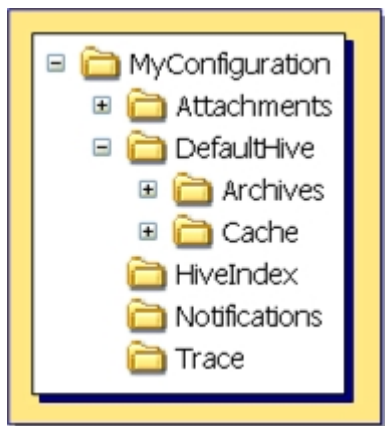 MyConfiguration
Attachments
DefaultHive
Archives
Cache
HiveIndex
Notifications
Trace